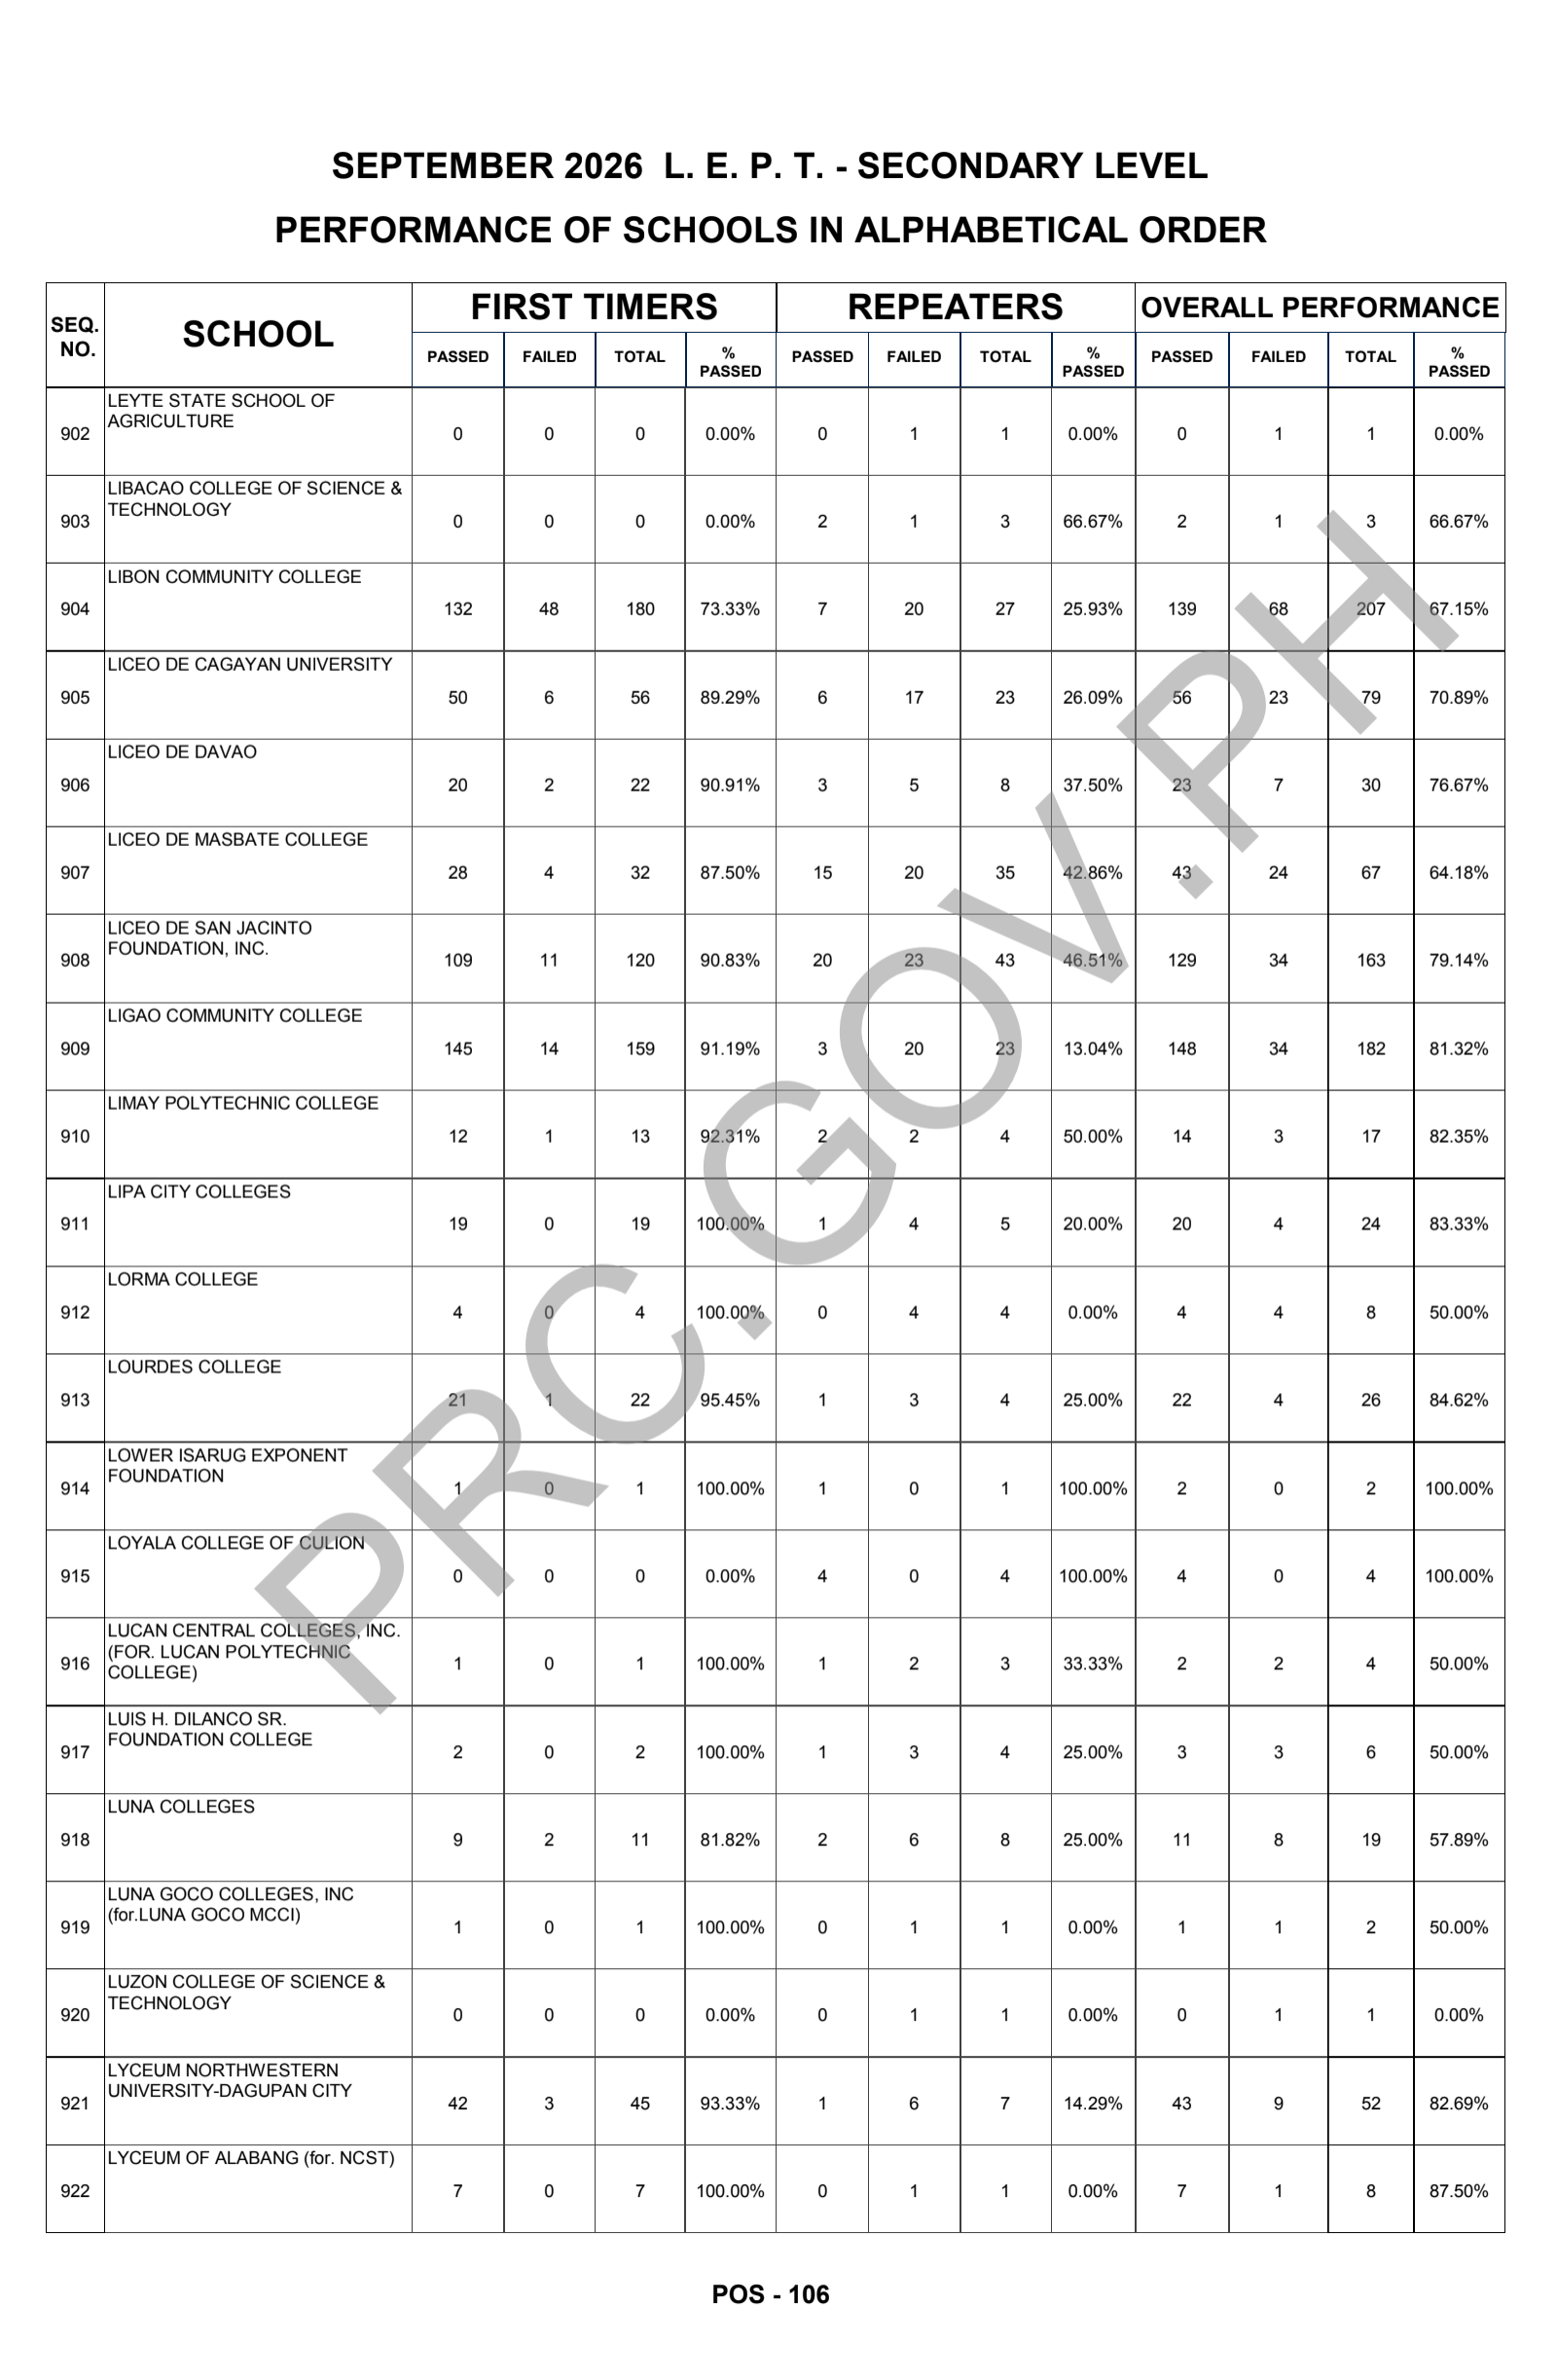 SEPTEMBER 2026 L. E. P. T. - SECONDARY LEVEL
PERFORMANCE OF SCHOOLS IN ALPHABETICAL ORDER
SEQ. NO. SCHOOL FIRST TIMERS REPEATERS OVERALL PERFORMANCE
PASSED FAILED TOTAL % PASSED PASSED FAILED TOTAL % PASSED PASSED FAILED TOTAL % PASSED
LEYTE STATE SCHOOL OF
AGRICULTURE
902 0 0 0 0.00% 0 1 1 0.00% 0 1 1 0.00%
LIBACAO COLLEGE OF SCIENCE &
TECHNOLOGY
903 0 0 0 0.00% 2 1 3 66.67% 2 1 3 66.67%
LIBON COMMUNITY COLLEGE
904 132 48 180 73.33% 7 20 27 25.93% 139 68 207 67.15%
LICEO DE CAGAYAN UNIVERSITY
905 50 6 56 89.29% 6 17 23 26.09% 56 23 79 70.89%
LICEO DE DAVAO
906 20 2 22 90.91% 3 5 8 37.50% 23 7 30 76.67%
LICEO DE MASBATE COLLEGE
907 28 4 32 87.50% 15 20 35 42.86% 43 24 67 64.18%
LICEO DE SAN JACINTO
FOUNDATION, INC.
908 109 11 120 90.83% 20 23 43 46.51% 129 34 163 79.14%
LIGAO COMMUNITY COLLEGE
909 145 14 159 91.19% 3 20 23 13.04% 148 34 182 81.32%
LIMAY POLYTECHNIC COLLEGE
910 12 1 13 92.31% 2 2 4 50.00% 14 3 17 82.35%
LIPA CITY COLLEGES
911 19 0 19 100.00% 1 4 5 20.00% 20 4 24 83.33%
LORMA COLLEGE
912 4 0 4 100.00% 0 4 4 0.00% 4 4 8 50.00%
LOURDES COLLEGE
913 21 1 22 95.45% 1 3 4 25.00% 22 4 26 84.62%
LOWER ISARUG EXPONENT
FOUNDATION
914 1 0 1 100.00% 1 0 1 100.00% 2 0 2 100.00%
LOYALA COLLEGE OF CULION
915 0 0 0 0.00% 4 0 4 100.00% 4 0 4 100.00%
LUCAN CENTRAL COLLEGES, INC.
(FOR. LUCAN POLYTECHNIC
COLLEGE)
916 1 0 1 100.00% 1 2 3 33.33% 2 2 4 50.00%
LUIS H. DILANCO SR.
FOUNDATION COLLEGE
917 2 0 2 100.00% 1 3 4 25.00% 3 3 6 50.00%
LUNA COLLEGES
918 9 2 11 81.82% 2 6 8 25.00% 11 8 19 57.89%
LUNA GOCO COLLEGES, INC
(for.LUNA GOCO MCCI)
919 1 0 1 100.00% 0 1 1 0.00% 1 1 2 50.00%
LUZON COLLEGE OF SCIENCE &
TECHNOLOGY
920 0 0 0 0.00% 0 1 1 0.00% 0 1 1 0.00%
LYCEUM NORTHWESTERN
UNIVERSITY-DAGUPAN CITY
921 42 3 45 93.33% 1 6 7 14.29% 43 9 52 82.69%
LYCEUM OF ALABANG (for. NCST)
922 7 0 7 100.00% 0 1 1 0.00% 7 1 8 87.50%
PRC.GOV.PH
POS - 106